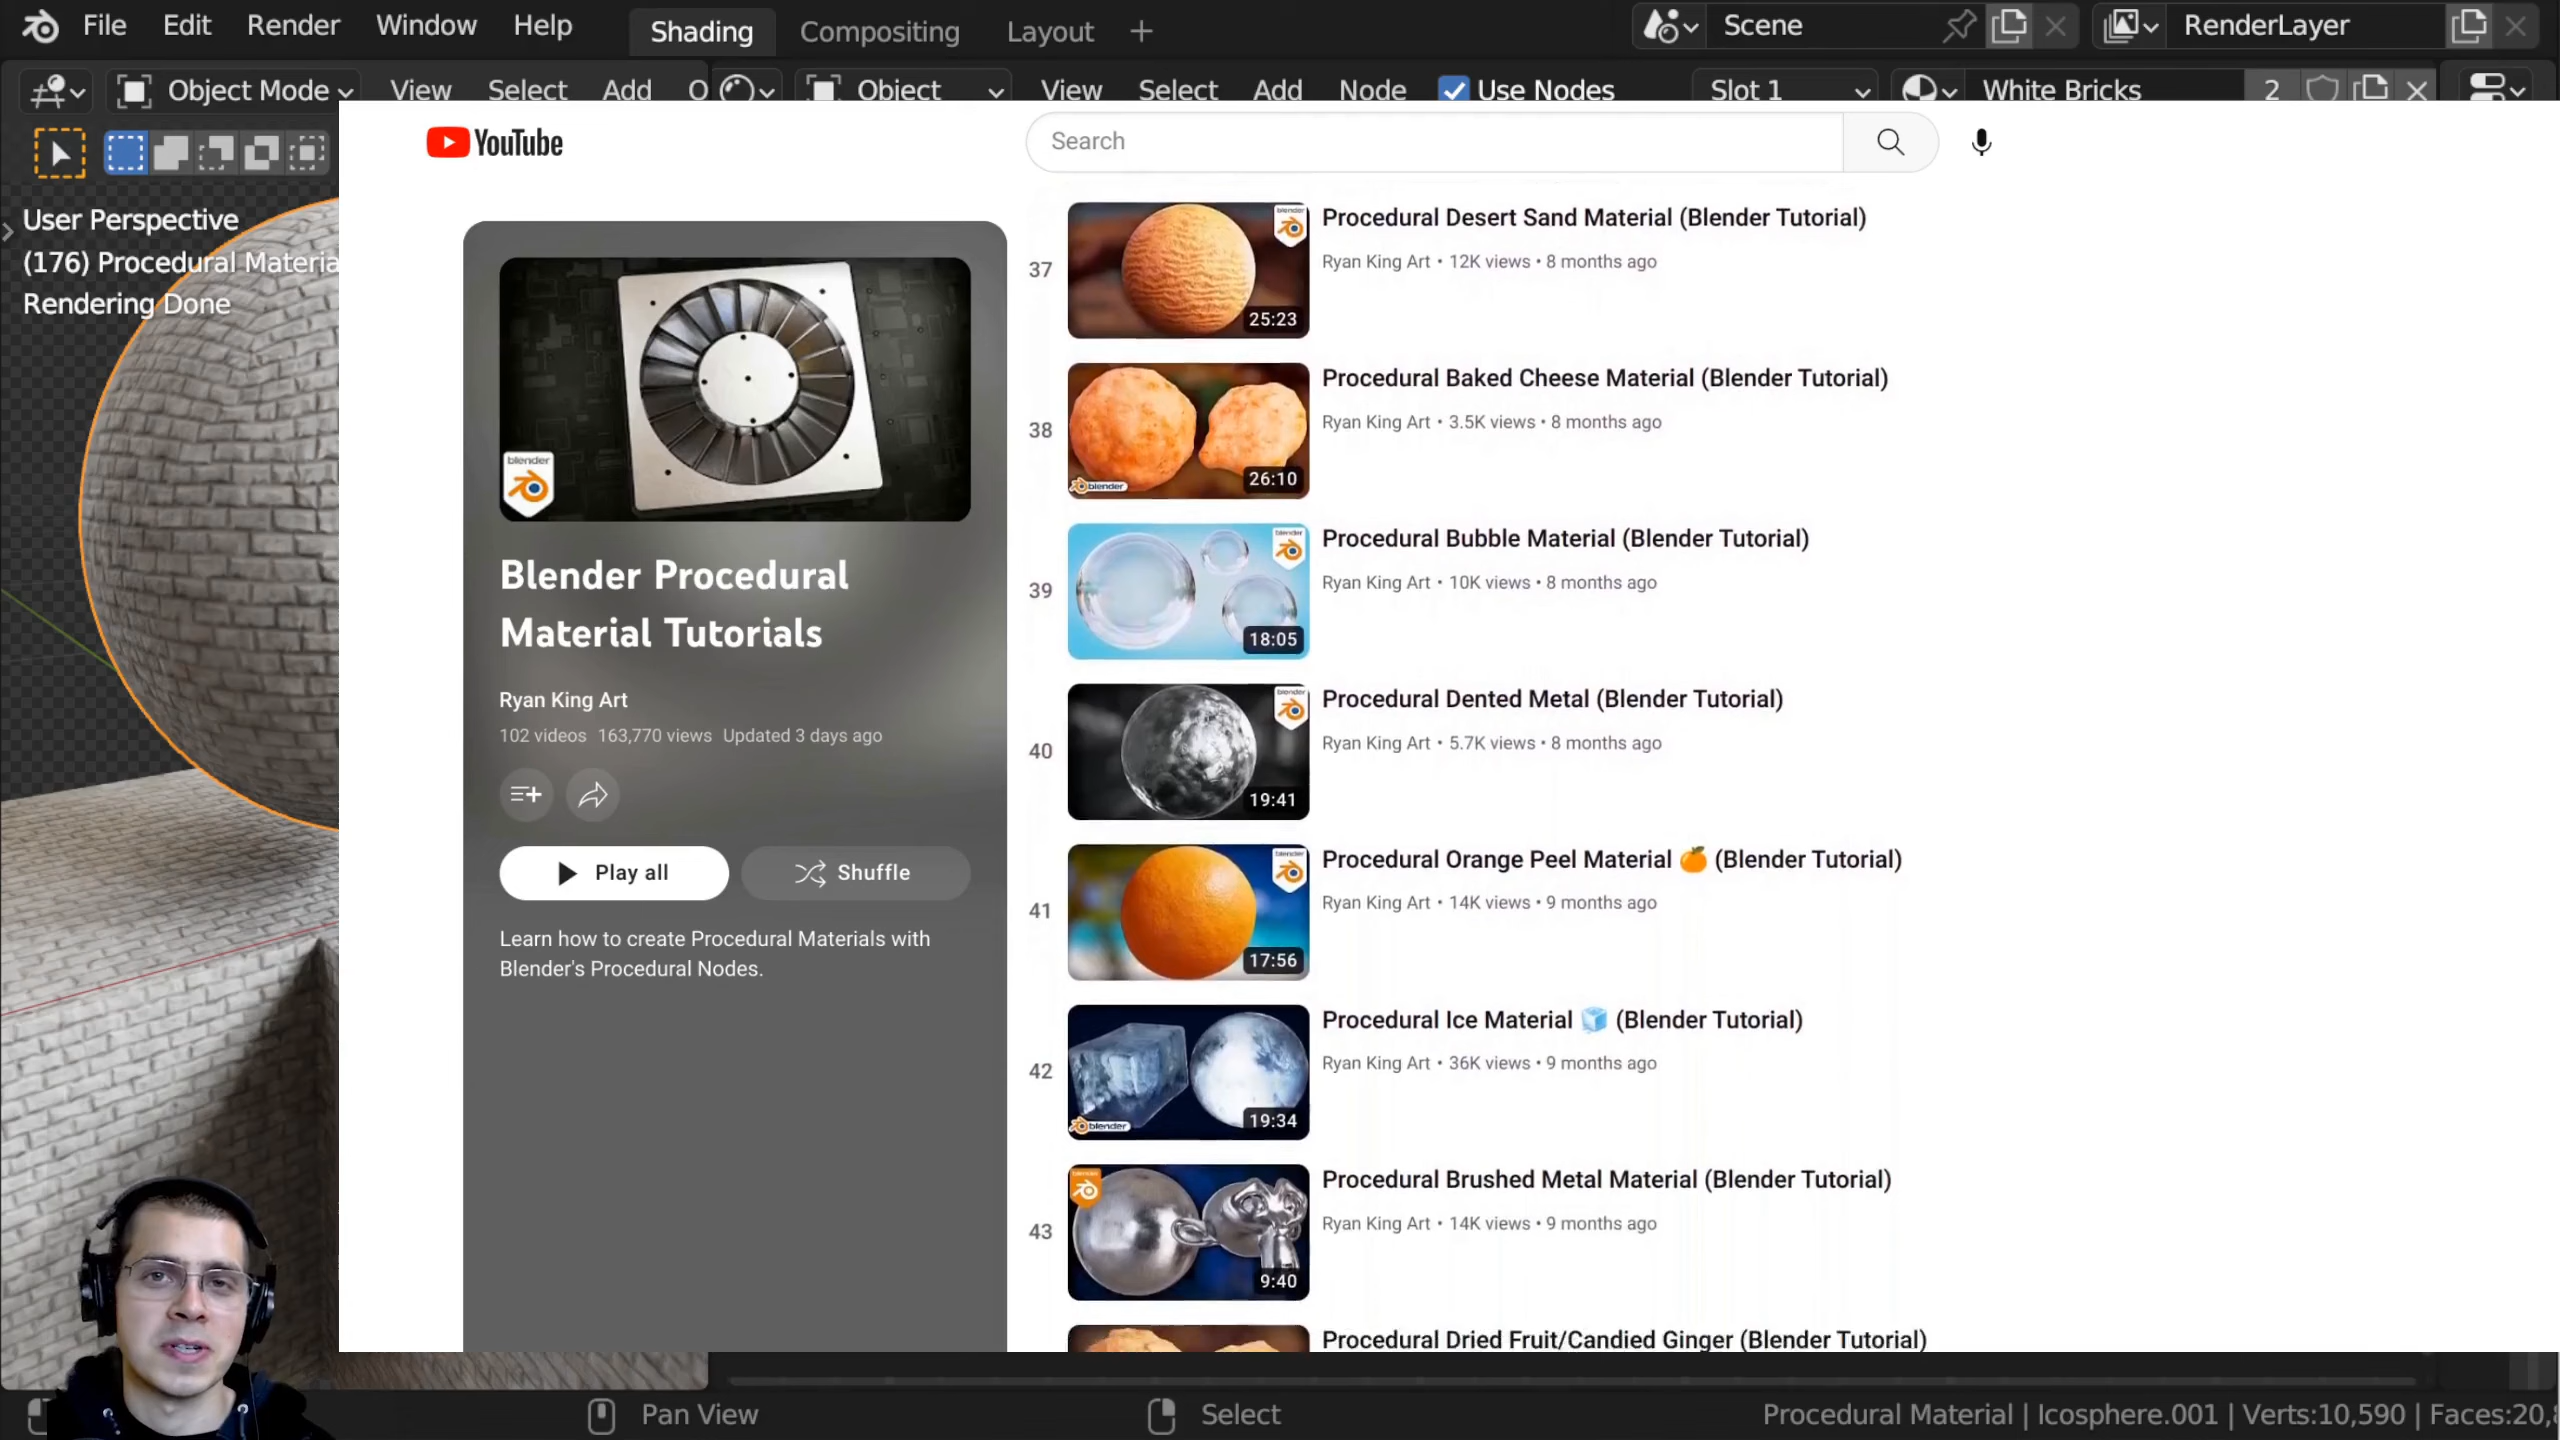 File Edit Render Window Help Shading Compositing Layout + Scene RenderLayer
Object Mode View Select Add O Object View Select Add Node Use Nodes Slot 1 White Bricks 2
YouTube
Search
User Perspective
(176) Procedural Materia
Rendering Done
blender
Blender Procedural
Material Tutorials
Ryan King Art
102 videos 163,770 views Updated 3 days ago
Play all
Shuffle
Learn how to create Procedural Materials with
Blender's Procedural Nodes.
37
blender
25:23
Procedural Desert Sand Material (Blender Tutorial)
Ryan King Art • 12K views • 8 months ago
38
blender
26:10
Procedural Baked Cheese Material (Blender Tutorial)
Ryan King Art • 3.5K views • 8 months ago
39
blender
18:05
Procedural Bubble Material (Blender Tutorial)
Ryan King Art • 10K views • 8 months ago
40
blender
19:41
Procedural Dented Metal (Blender Tutorial)
Ryan King Art • 5.7K views • 8 months ago
41
blender
17:56
Procedural Orange Peel Material 🍊 (Blender Tutorial)
Ryan King Art • 14K views • 9 months ago
42
blender
19:34
Procedural Ice Material 🧊 (Blender Tutorial)
Ryan King Art • 36K views • 9 months ago
43
9:40
Procedural Brushed Metal Material (Blender Tutorial)
Ryan King Art • 14K views • 9 months ago
Procedural Dried Fruit/Candied Ginger (Blender Tutorial)
Pan View
Select
Procedural Material | Icosphere.001 | Verts:10,590 | Faces:20,